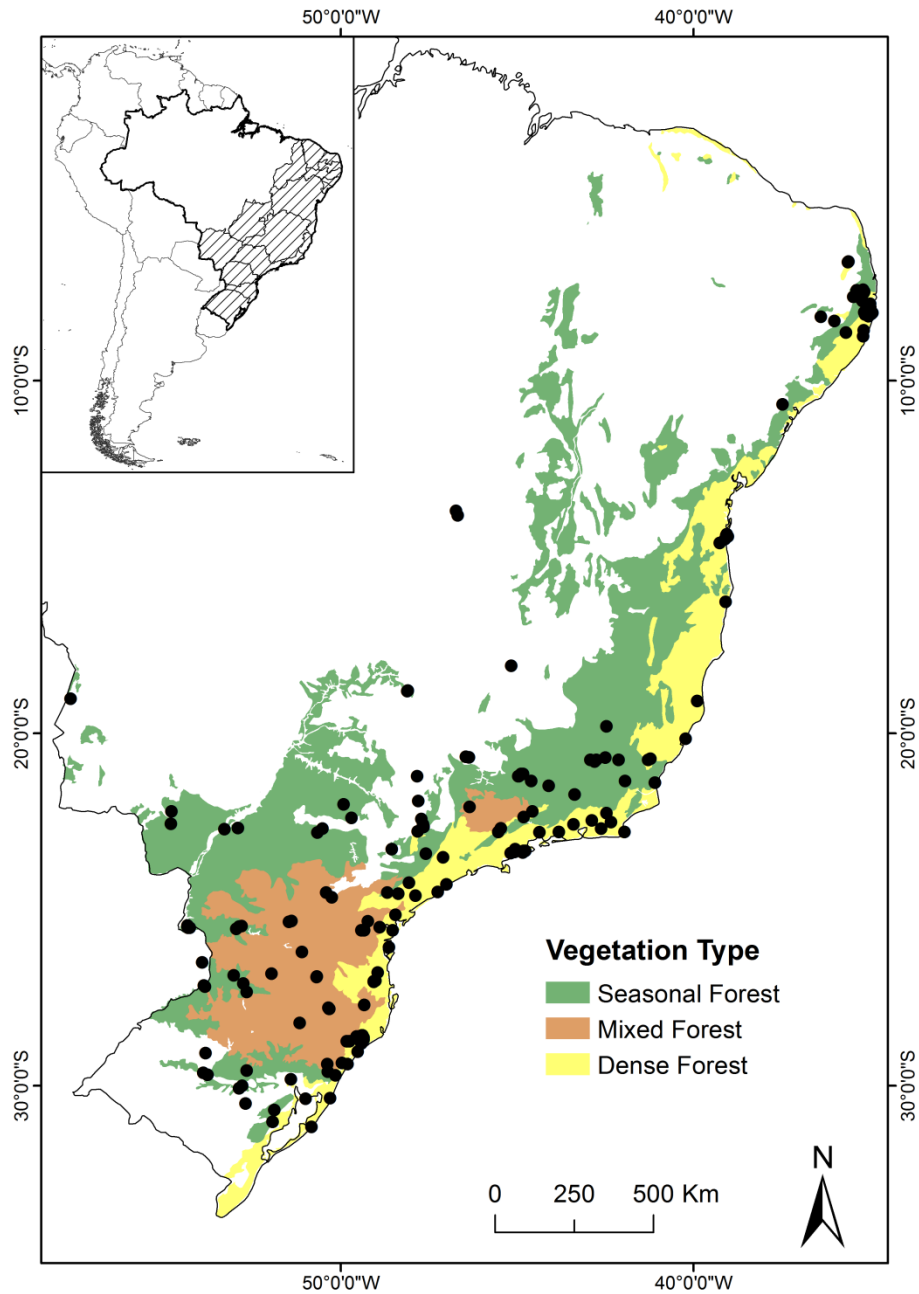 50°0'0"W 40°0'0"W
10°0'0"S 10°0'0"S
20°0'0"S 20°0'0"S
Vegetation Type
Seasonal Forest
Mixed Forest
Dense Forest
30°0'0"S 30°0'0"S
N
0 250 500 Km
50°0'0"W 40°0'0"W